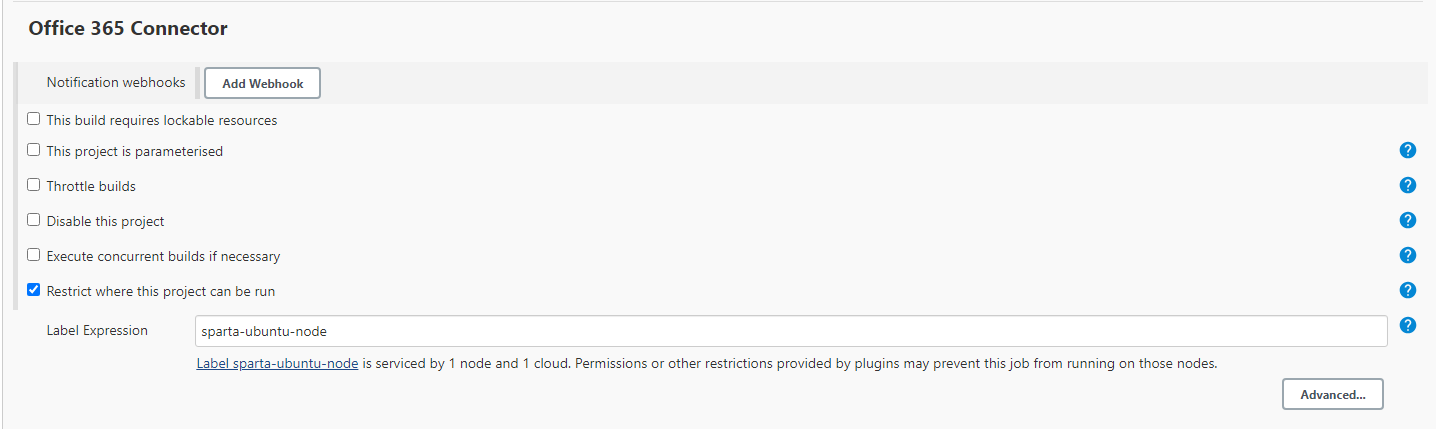 Office 365 Connector
Notification webhooks Add Webhook
This build requires lockable resources
This project is parameterised ?
Throttle builds ?
Disable this project ?
Execute concurrent builds if necessary ?
Restrict where this project can be run ?
Label Expression sparta-ubuntu-node ?
Label sparta-ubuntu-node is serviced by 1 node and 1 cloud. Permissions or other restrictions provided by plugins may prevent this job from running on those nodes.
Advanced...